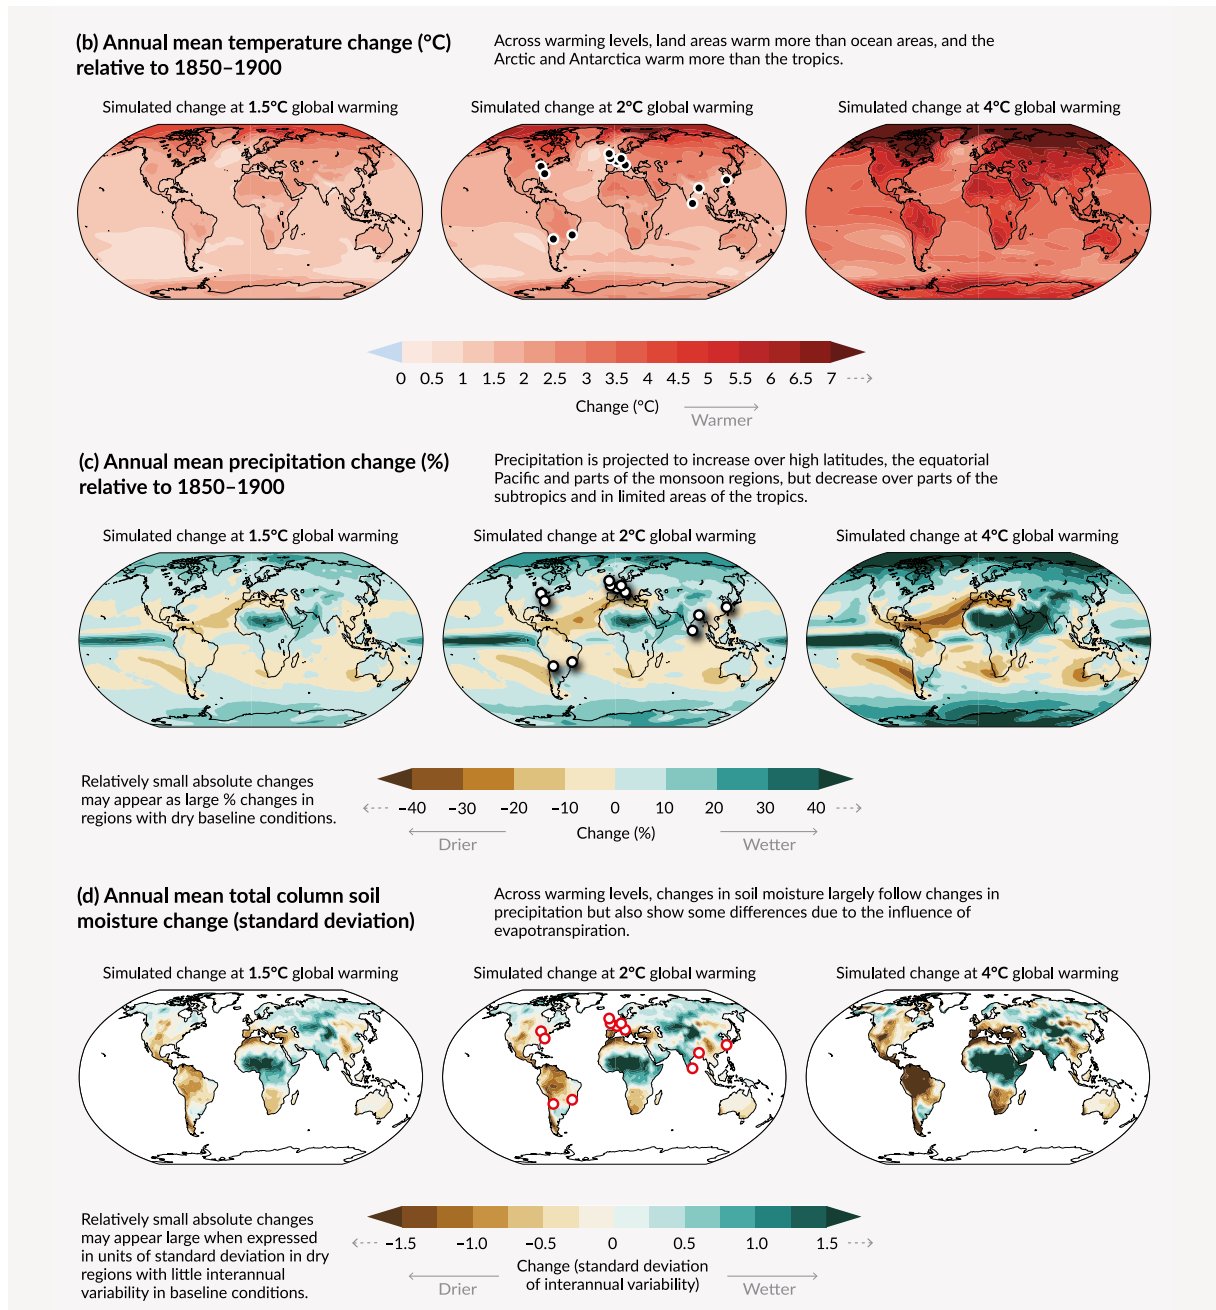 (b) Annual mean temperature change (°C)
relative to 1850–1900
Across warming levels, land areas warm more than ocean areas, and the
Arctic and Antarctica warm more than the tropics.
Simulated change at 1.5°C global warming
Simulated change at 2°C global warming
Simulated change at 4°C global warming
0 0.5 1 1.5 2 2.5 3 3.5 4 4.5 5 5.5 6 6.5 7
Change (°C)
Warmer
(c) Annual mean precipitation change (%)
relative to 1850–1900
Precipitation is projected to increase over high latitudes, the equatorial
Pacific and parts of the monsoon regions, but decrease over parts of the
subtropics and in limited areas of the tropics.
Simulated change at 1.5°C global warming
Simulated change at 2°C global warming
Simulated change at 4°C global warming
Relatively small absolute changes
may appear as large % changes in
regions with dry baseline conditions.
–40 –30 –20 –10 0 10 20 30 40
Change (%)
Drier
Wetter
(d) Annual mean total column soil
moisture change (standard deviation)
Across warming levels, changes in soil moisture largely follow changes in
precipitation but also show some differences due to the influence of
evapotranspiration.
Simulated change at 1.5°C global warming
Simulated change at 2°C global warming
Simulated change at 4°C global warming
Relatively small absolute changes
may appear large when expressed
in units of standard deviation in dry
regions with little interannual
variability in baseline conditions.
–1.5 –1.0 –0.5 0 0.5 1.0 1.5
Change (standard deviation
of interannual variability)
Drier
Wetter